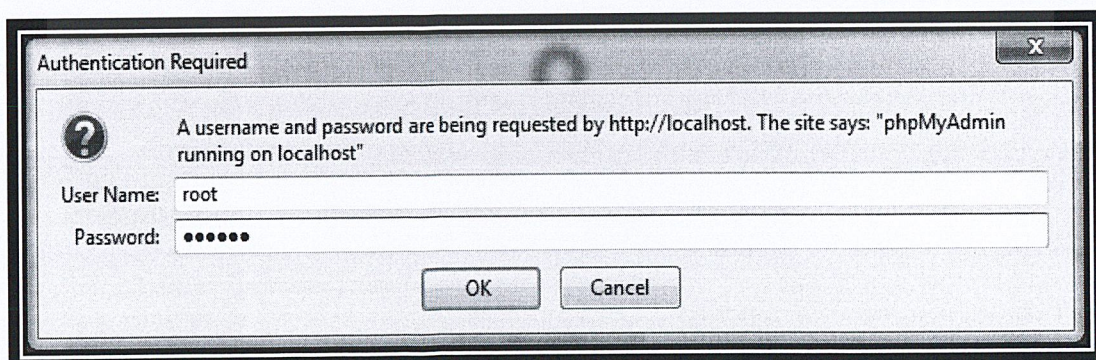 Authentication Required
x
A username and password are being requested by http://localhost. The site says: "phpMyAdmin
running on localhost"
User Name: root
Password: ••••••
OK Cancel